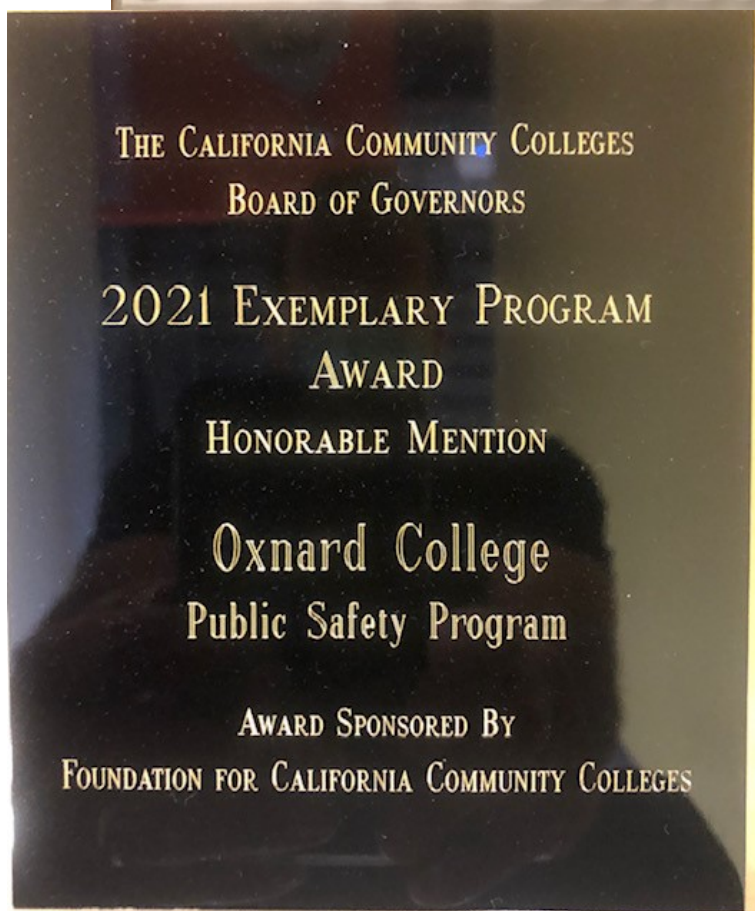 THE CALIFORNIA COMMUNITY COLLEGES
BOARD OF GOVERNORS
2021 EXEMPLARY PROGRAM
AWARD
HONORABLE MENTION
Oxnard College
Public Safety Program
AWARD SPONSORED BY
FOUNDATION FOR CALIFORNIA COMMUNITY COLLEGES